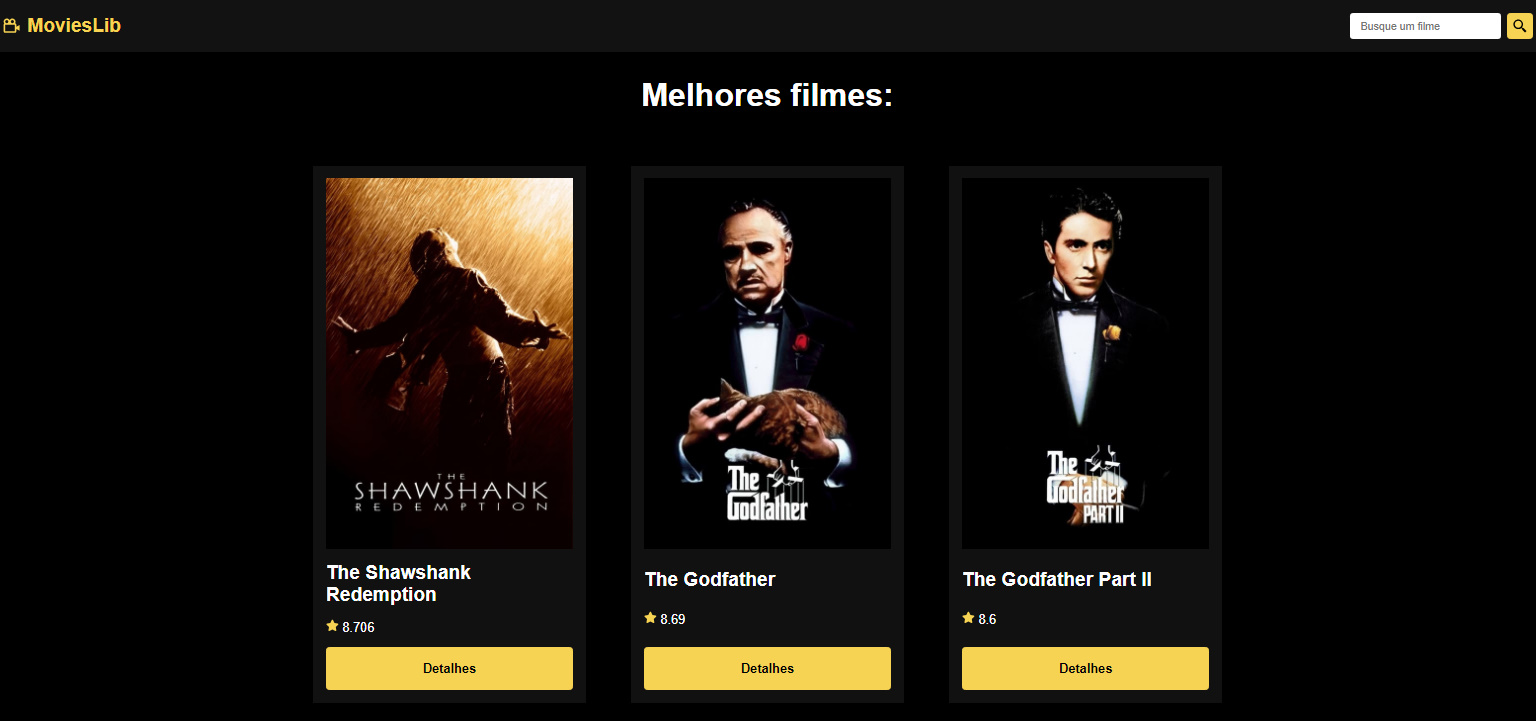 MoviesLib
Busque um filme
Melhores filmes:
THE
SHAWSHANK
REDEMPTION
The Shawshank
Redemption
8.706
Detalhes
The
Godfather
The Godfather
8.69
Detalhes
The
Godfather
PART II
The Godfather Part II
8.6
Detalhes